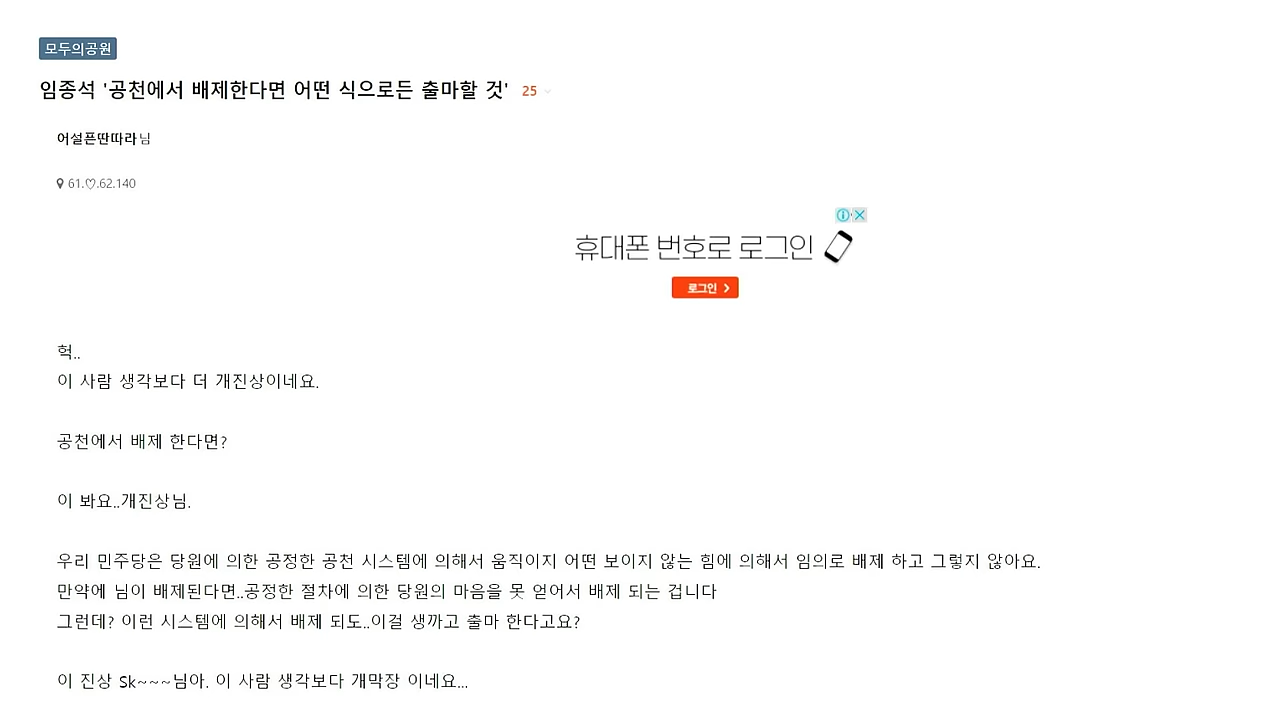 모두의공원
임종석 '공천에서 배제한다면 어떤 식으로든 출마할 것' 25
어설픈딴따라님
61.♡.62.140
휴대폰 번호로 로그인
로그인
헉..
이 사람 생각보다 더 개진상이네요.
공천에서 배제 한다면?
이 봐요..개진상님.
우리 민주당은 당원에 의한 공정한 공천 시스템에 의해서 움직이지 어떤 보이지 않는 힘에 의해서 임의로 배제 하고 그렇지 않아요.
만약에 님이 배제된다면..공정한 절차에 의한 당원의 마음을 못 얻어서 배제 되는 겁니다
그런데? 이런 시스템에 의해서 배제 되도..이걸 생까고 출마 한다고요?
이 진상 Sk~~~님아. 이 사람 생각보다 개막장 이네요...